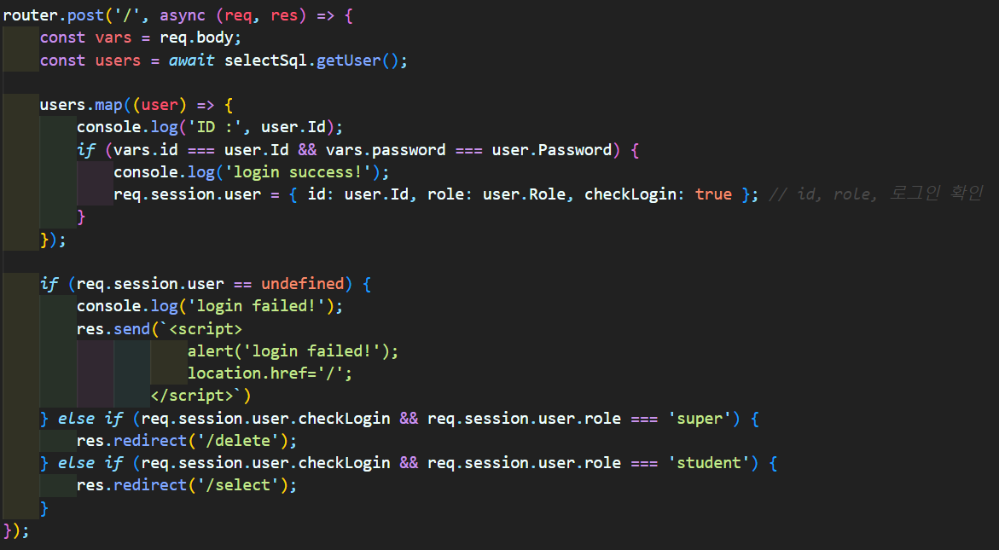 router.post('/', async (req, res) => {
    const vars = req.body;
    const users = await selectSql.getUser();

    users.map((user) => {
        console.log('ID :', user.Id);
        if (vars.id === user.Id && vars.password === user.Password) {
            console.log('login success!');
            req.session.user = { id: user.Id, role: user.Role, checkLogin: true }; // id, role, 로그인 확인
        }
    });

    if (req.session.user == undefined) {
        console.log('login failed!');
        res.send(`<script>
                    alert('login failed!');
                    location.href='/';
                </script>`)
    } else if (req.session.user.checkLogin && req.session.user.role === 'super') {
        res.redirect('/delete');
    } else if (req.session.user.checkLogin && req.session.user.role === 'student') {
        res.redirect('/select');
    }
});